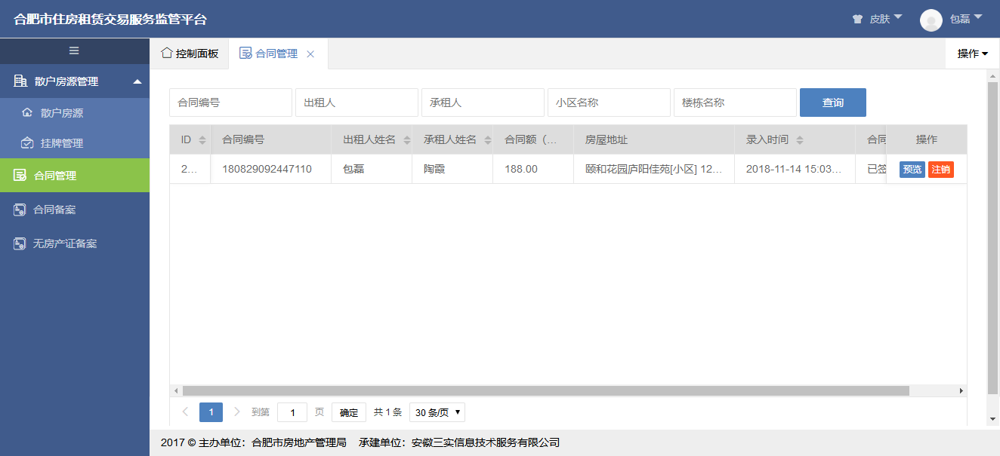 合肥市住房租赁交易服务监管平台
皮肤 包磊
控制面板 合同管理 操作
散户房源管理
散户房源
挂牌管理
合同管理
合同备案
无房产证备案
合同编号 出租人 承租人 小区名称 楼栋名称 查询
ID 合同编号 出租人姓名 承租人姓名 合同额（... 房屋地址 录入时间 合同 操作
2... 180829092447110 包磊 陶霞 188.00 颐和花园庐阳佳苑[小区] 12... 2018-11-14 15:03... 已签 预览 注销
1 到第 1 页 确定 共 1 条 30 条/页
2017 © 主办单位：合肥市房地产管理局 承建单位：安徽三实信息技术服务有限公司